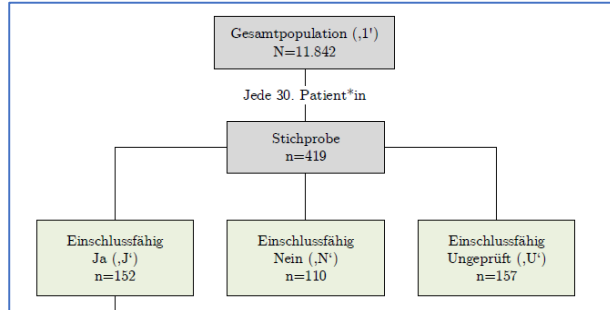 Gesamtpopulation (‚1')
N=11.842
Jede 30. Patient*in
Stichprobe
n=419
Einschlussfähig
Ja (‚J‘)
n=152
Einschlussfähig
Nein (‚N‘)
n=110
Einschlussfähig
Ungeprüft (‚U‘)
n=157